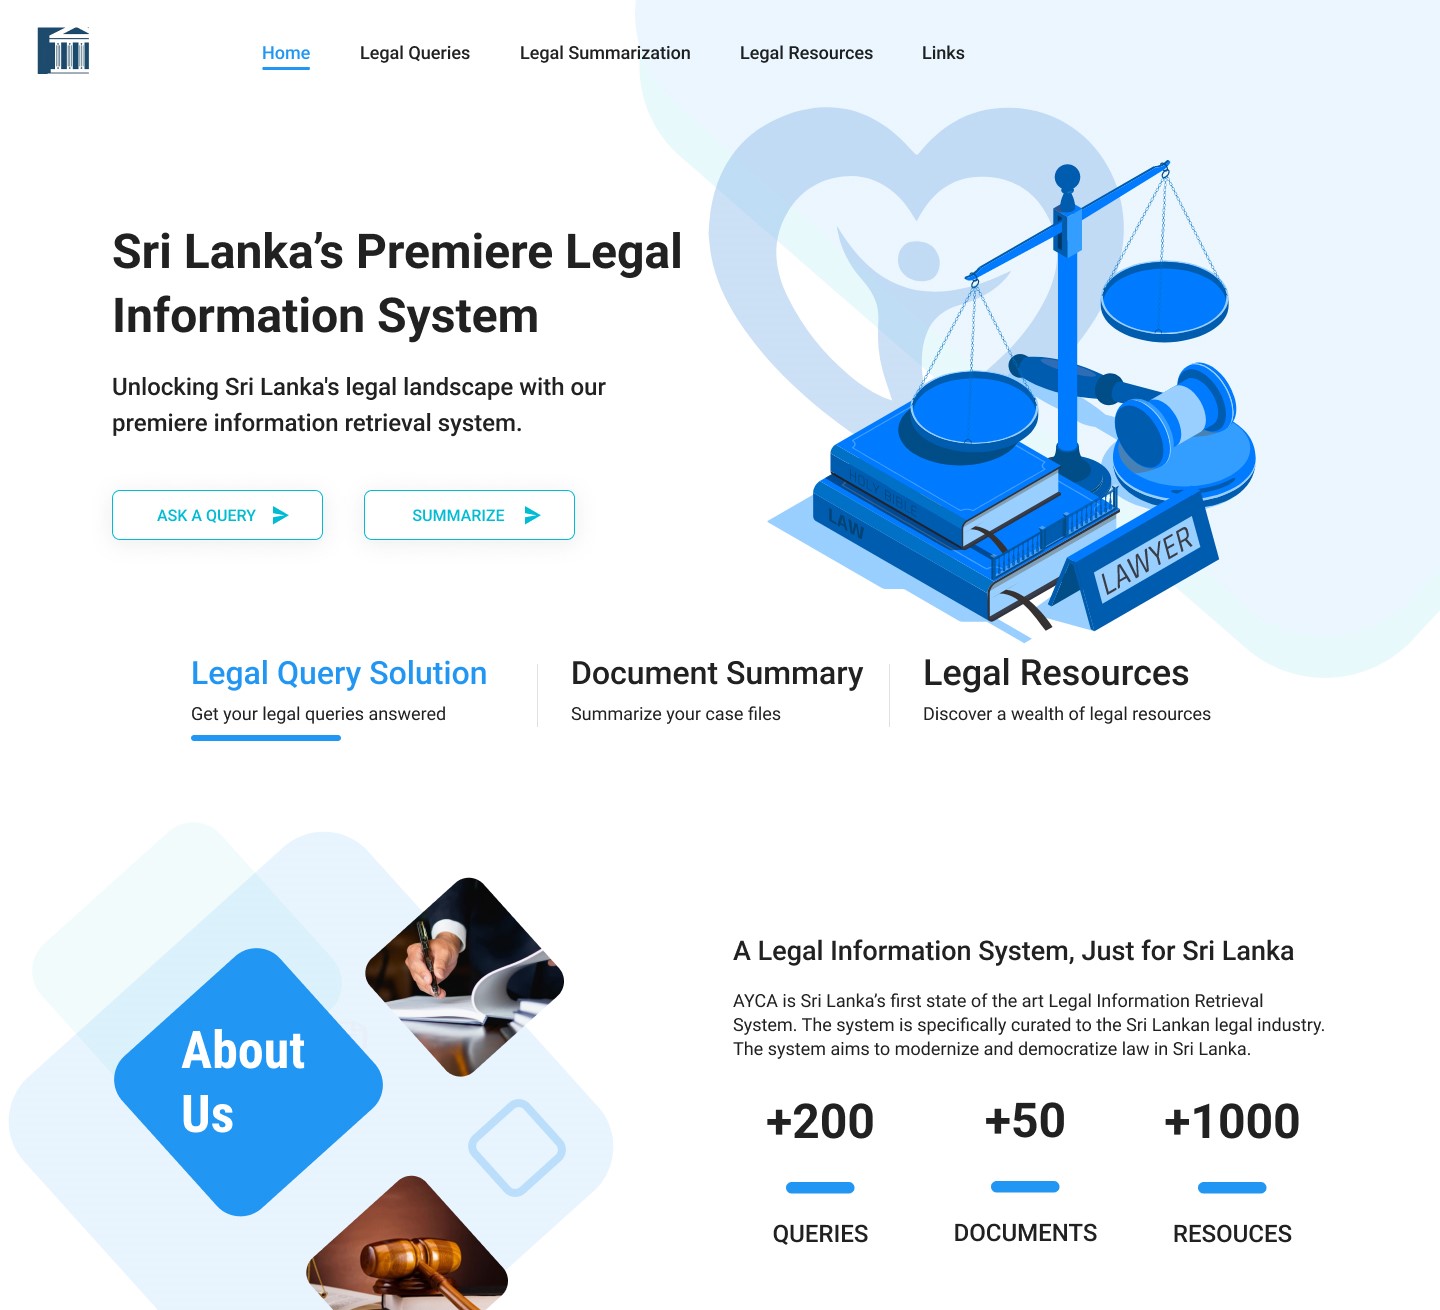 Home Legal Queries Legal Summarization Legal Resources Links
Sri Lanka’s Premiere Legal
Information System
Unlocking Sri Lanka's legal landscape with our
premiere information retrieval system.
ASK A QUERY SUMMARIZE
HOLY BIBLE
LAW
LAWYER
Legal Query Solution Document Summary Legal Resources
Get your legal queries answered Summarize your case files Discover a wealth of legal resources
About
Us
A Legal Information System, Just for Sri Lanka
AYCA is Sri Lanka’s first state of the art Legal Information Retrieval
System. The system is specifically curated to the Sri Lankan legal industry.
The system aims to modernize and democratize law in Sri Lanka.
+200 +50 +1000
QUERIES DOCUMENTS RESOUCES